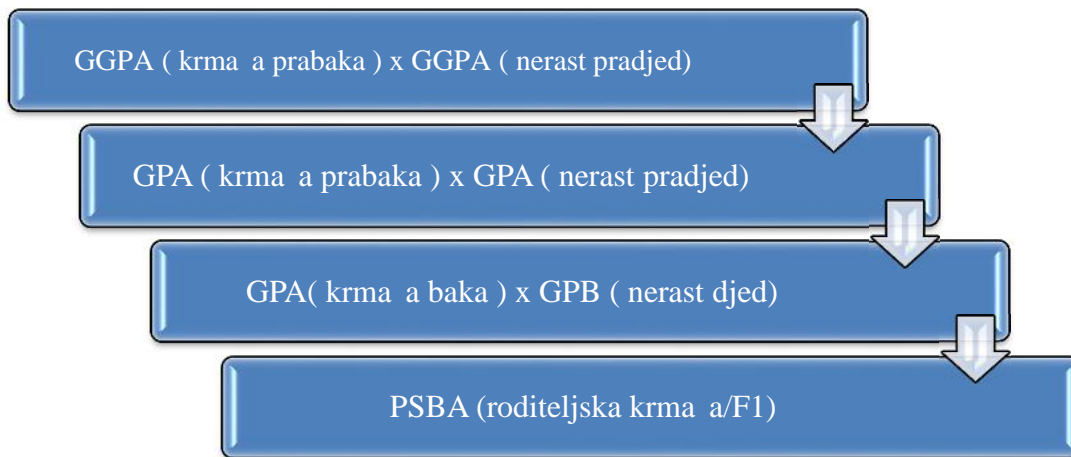 GGPA ( krma a prabaka ) x GGPA ( nerast pradjed)
GPA ( krma a prabaka ) x GPA ( nerast pradjed)
GPA( krma a baka ) x GPB ( nerast djed)
PSBA (roditeljska krma a/F1)